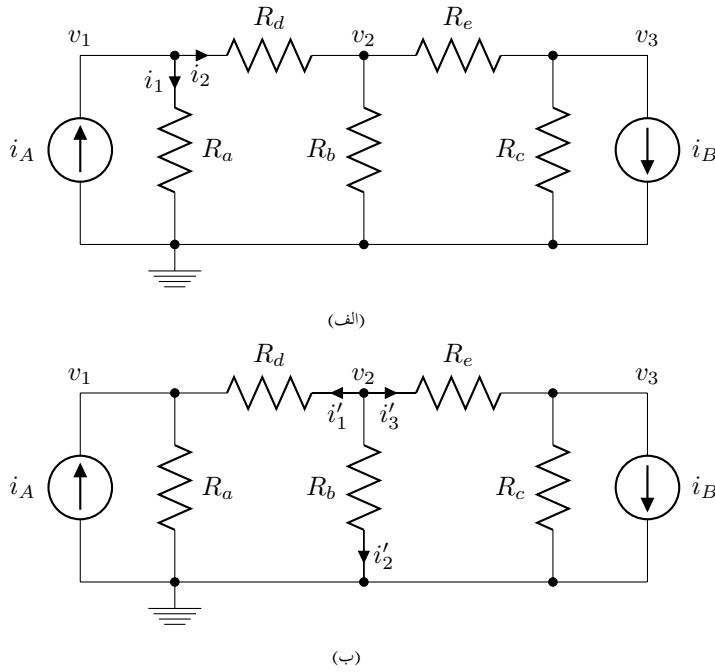 R_d R_e
v_1 v_2 v_3
i_1 i_2
i_A R_a R_b R_c i_B
(الف)
R_d R_e
v_1 v_2 v_3
i'_1 i'_3
i_A R_a R_b R_c i_B
i'_2
(ب)